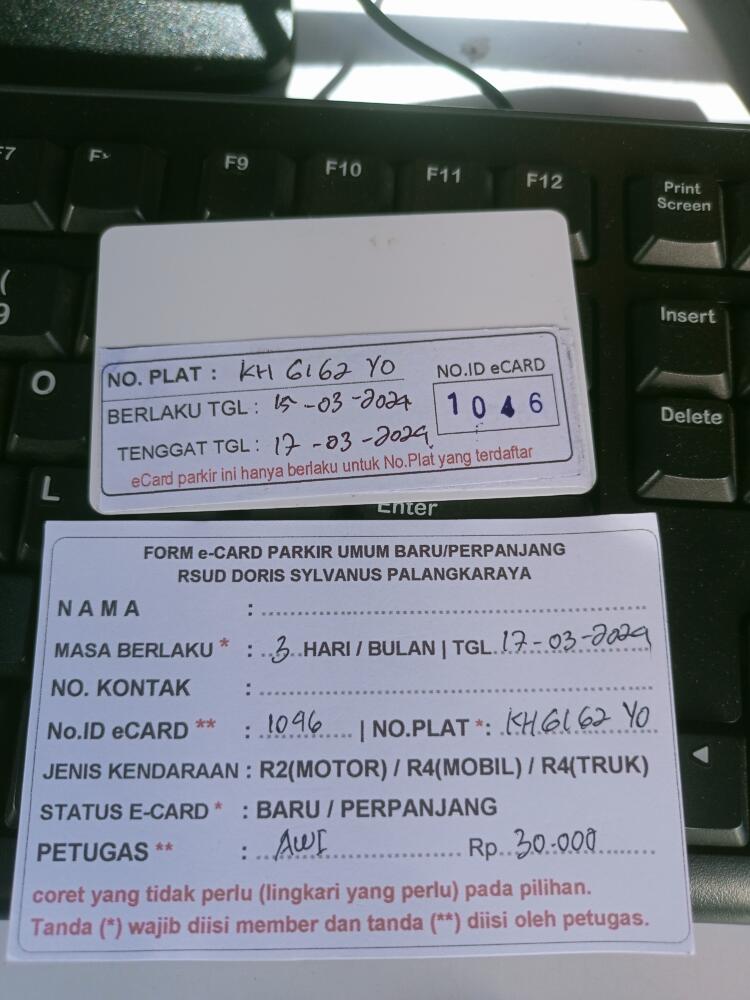 F7
F9
F10
F11
F12
Print
Screen
(
9
O
L
Insert
Delete
Enter
NO. PLAT : KH 6162 YO
NO.ID eCARD
1046
BERLAKU TGL : 15-03-2024
TENGGAT TGL : 17-03-2024
eCard parkir ini hanya berlaku untuk No.Plat yang terdaftar
FORM e-CARD PARKIR UMUM BARU/PERPANJANG
RSUD DORIS SYLVANUS PALANGKARAYA
NAMA :
MASA BERLAKU * : 3 HARI / BULAN | TGL. 17-03-2024
NO. KONTAK :
No.ID eCARD ** : 1096 | NO.PLAT *: KH 6162 YO
JENIS KENDARAAN : R2(MOTOR) / R4(MOBIL) / R4(TRUK)
STATUS E-CARD * : BARU / PERPANJANG
PETUGAS ** : AWI Rp. 30.000
coret yang tidak perlu (lingkari yang perlu) pada pilihan.
Tanda (*) wajib diisi member dan tanda (**) diisi oleh petugas.